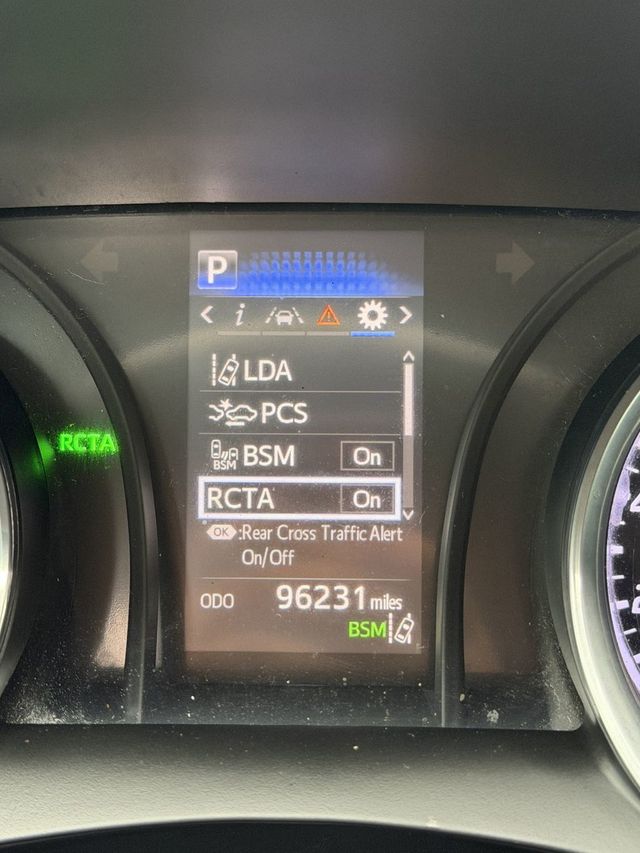 P
i
LDA
PCS
BSM BSM On
RCTA
RCTA On
OK :Rear Cross Traffic Alert
On/Off
ODO 96231 miles
BSM